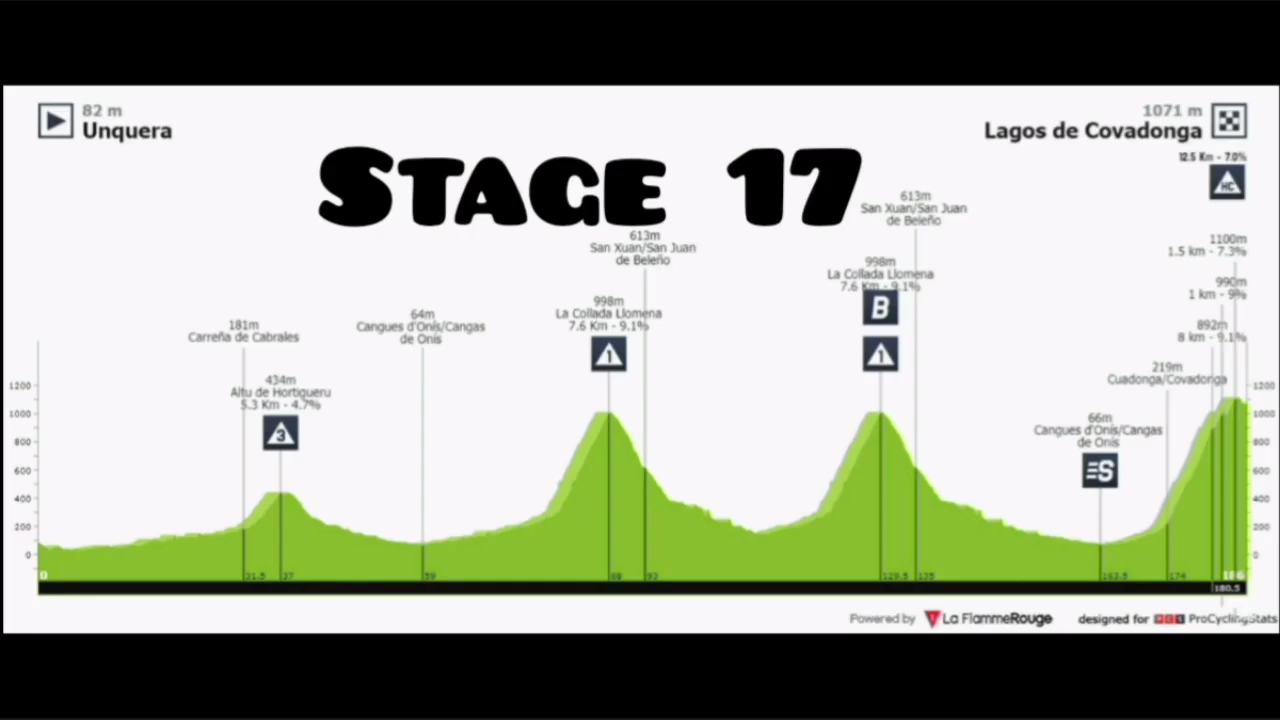 82 m
Unquera
1071 m
Lagos de Covadonga
12.5 Km - 7.0%
HC
STAGE 17
613m
San Xuan/San Juan
de Beleño
613m
San Xuan/San Juan
de Beleño
998m
La Collada Llomena
7.6 Km - 9.1%
B
1
998m
La Collada Llomena
7.6 Km - 9.1%
1
1100m
1.5 km - 7.3%
990m
1 km - 9%
892m
8 km - 9.1%
64m
Cangues d'Onís/Cangas
de Onís
181m
Carreña de Cabrales
434m
Altu de Hortigueru
5.3 Km - 4.7%
3
219m
Cuadonga/Covadonga
66m
Cangues d'Onís/Cangas
de Onís
S
1200
1000
800
600
400
200
0
1200
1000
800
600
400
200
0
0
31.5
37
59
88
93
129.5
135
163.5
174
180.5
Powered by La FlammeRouge designed for PCS ProCyclingStats